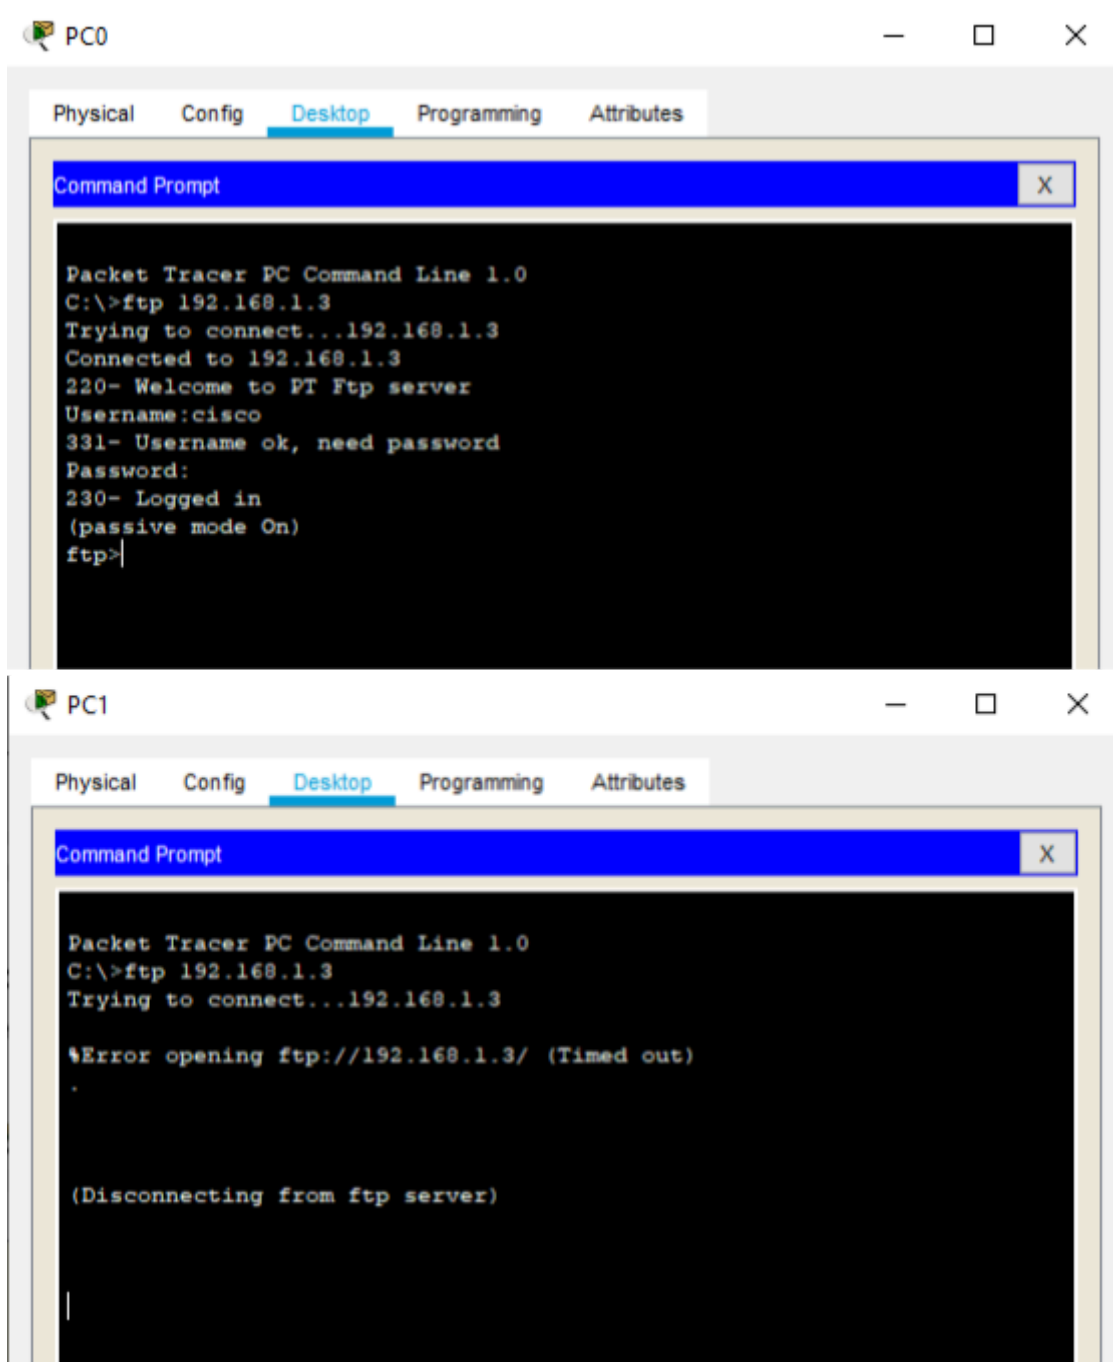 PC0
Physical Config Desktop Programming Attributes
Command Prompt X
Packet Tracer PC Command Line 1.0
C:\>ftp 192.168.1.3
Trying to connect...192.168.1.3
Connected to 192.168.1.3
220- Welcome to PT Ftp server
Username:cisco
331- Username ok, need password
Password:
230- Logged in
(passive mode On)
ftp>
PC1
Physical Config Desktop Programming Attributes
Command Prompt X
Packet Tracer PC Command Line 1.0
C:\>ftp 192.168.1.3
Trying to connect...192.168.1.3
%Error opening ftp://192.168.1.3/ (Timed out)
.
(Disconnecting from ftp server)